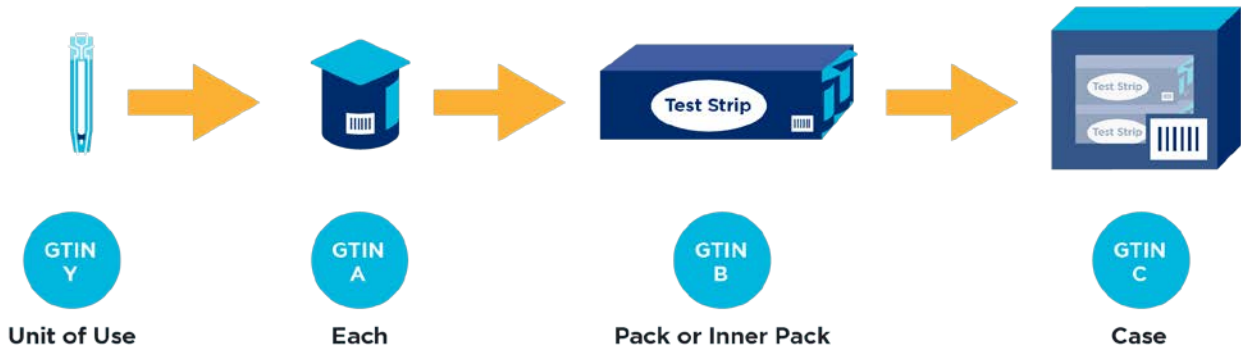 Test Strip
Test Strip
Test Strip
GTIN
Y
GTIN
A
GTIN
B
GTIN
C
Unit of Use
Each
Pack or Inner Pack
Case